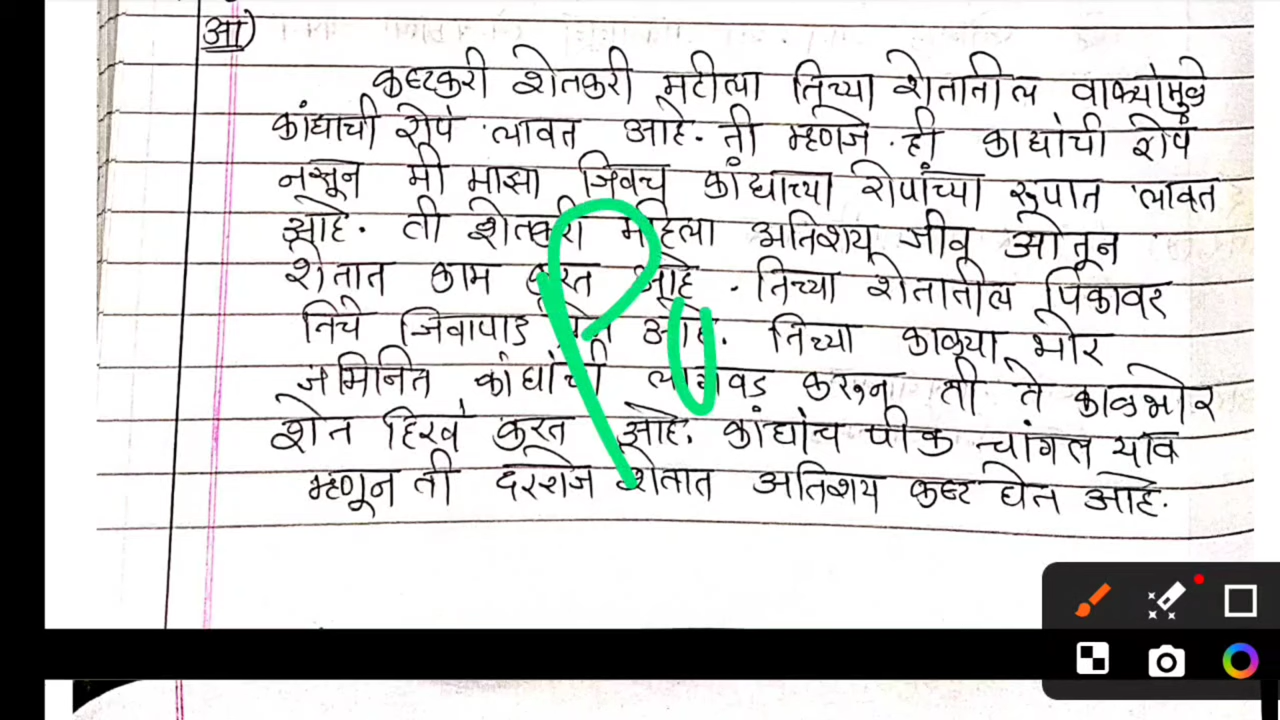 आ)
कष्टकरी शेतकरी महीला तिच्या शेतातील वाफ्यांमुळे
कांद्याची रोपे लावत आहे. ती म्हणजे ही कांद्यांची रोपे
नसून मी माझा जिवच कांद्याच्या रोपांच्या रूपात लावत
आहे. ती शेतकरी महिला अतिशय जीव ओतून
शेतात काम करत आहे. तिच्या शेतातील पिकावर
तिचे जिवापाड आहे. तिच्या काळ्या भोर
जमिनित कांद्यांची लागवड करून ती ते काळभोर
शेत हिरवे करत आहे. कांद्यांच पीक चांगल याव
म्हणून ती दररोज शेतात अतिशय कष्ट घेत आहे.